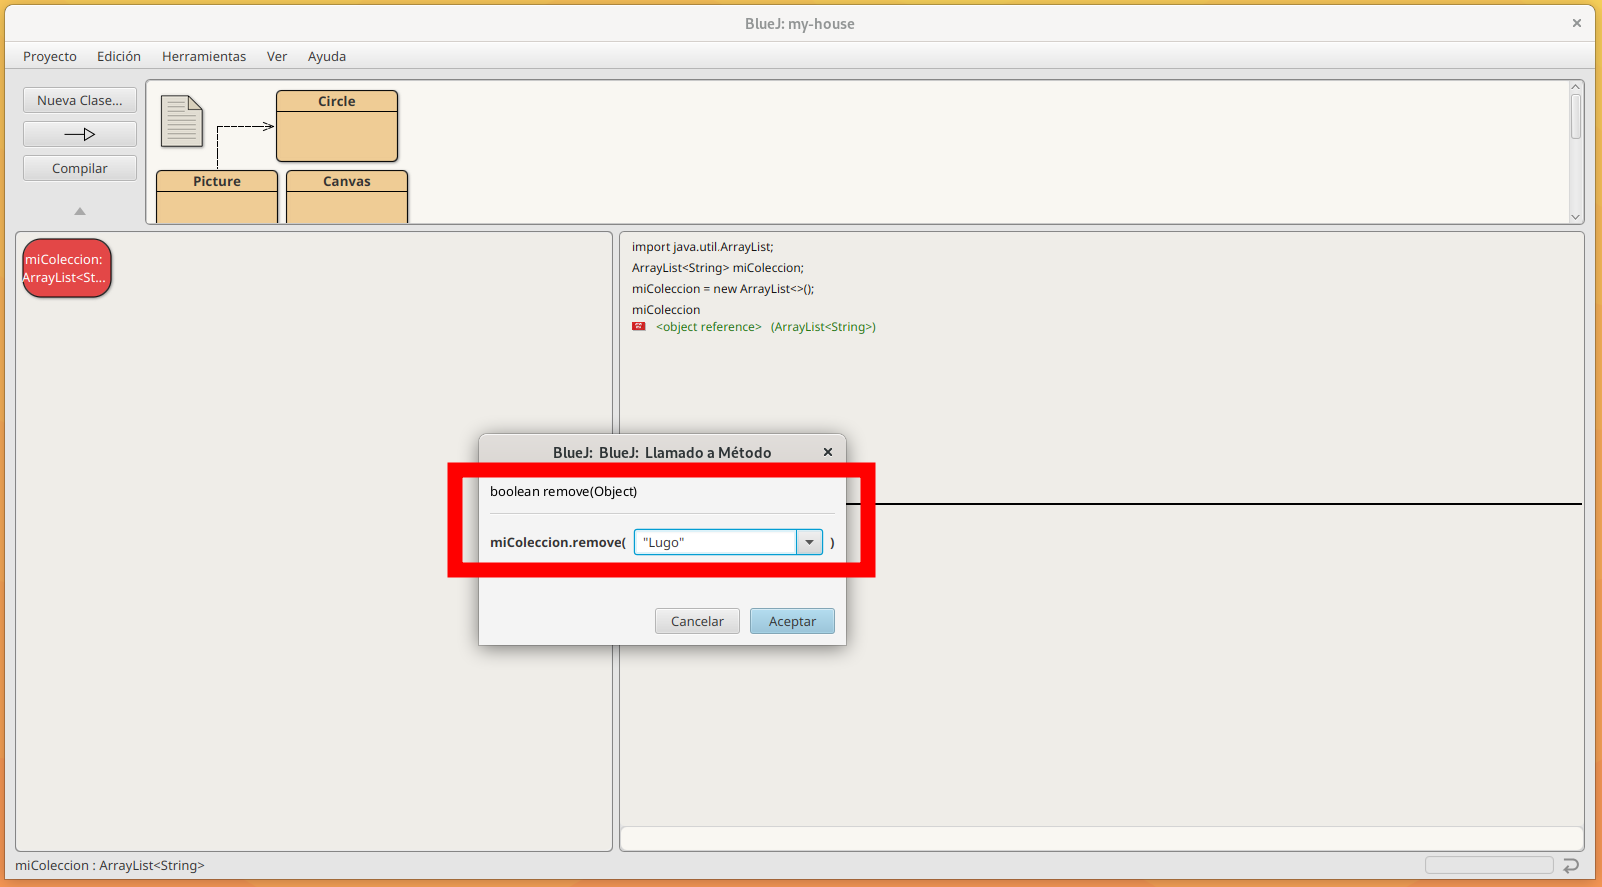 BlueJ: my-house
Proyecto Edición Herramientas Ver Ayuda
Nueva Clase...
Compilar
Circle
Picture
Canvas
miColeccion:
ArrayList<St...
import java.util.ArrayList;
ArrayList<String> miColeccion;
miColeccion = new ArrayList<>();
miColeccion
<object reference> (ArrayList<String>)
BlueJ: BlueJ: Llamado a Método
boolean remove(Object)
miColeccion.remove( "Lugo" )
Cancelar Aceptar
miColeccion : ArrayList<String>